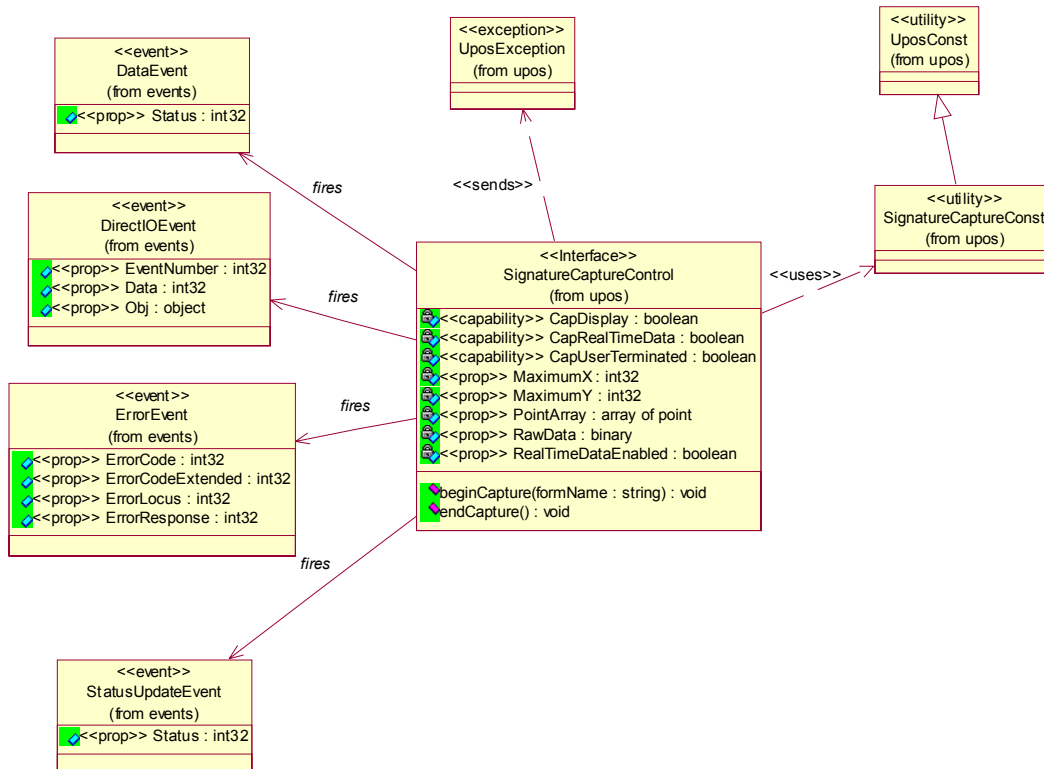 <<event>>
DataEvent
(from events)
<<prop>> Status : int32
<<exception>>
UposException
(from upos)
<<utility>>
UposConst
(from upos)
fires
<<sends>>
<<utility>>
SignatureCaptureConst
(from upos)
<<event>>
DirectIOEvent
(from events)
<<prop>> EventNumber : int32
<<prop>> Data : int32
<<prop>> Obj : object
fires
<<uses>>
<<Interface>>
SignatureCaptureControl
(from upos)
<<capability>> CapDisplay : boolean
<<capability>> CapRealTimeData : boolean
<<capability>> CapUserTerminated : boolean
<<prop>> MaximumX : int32
<<prop>> MaximumY : int32
<<prop>> PointArray : array of point
<<prop>> RawData : binary
<<prop>> RealTimeDataEnabled : boolean
beginCapture(formName : string) : void
endCapture() : void
<<event>>
ErrorEvent
(from events)
<<prop>> ErrorCode : int32
<<prop>> ErrorCodeExtended : int32
<<prop>> ErrorLocus : int32
<<prop>> ErrorResponse : int32
fires
fires
<<event>>
StatusUpdateEvent
(from events)
<<prop>> Status : int32